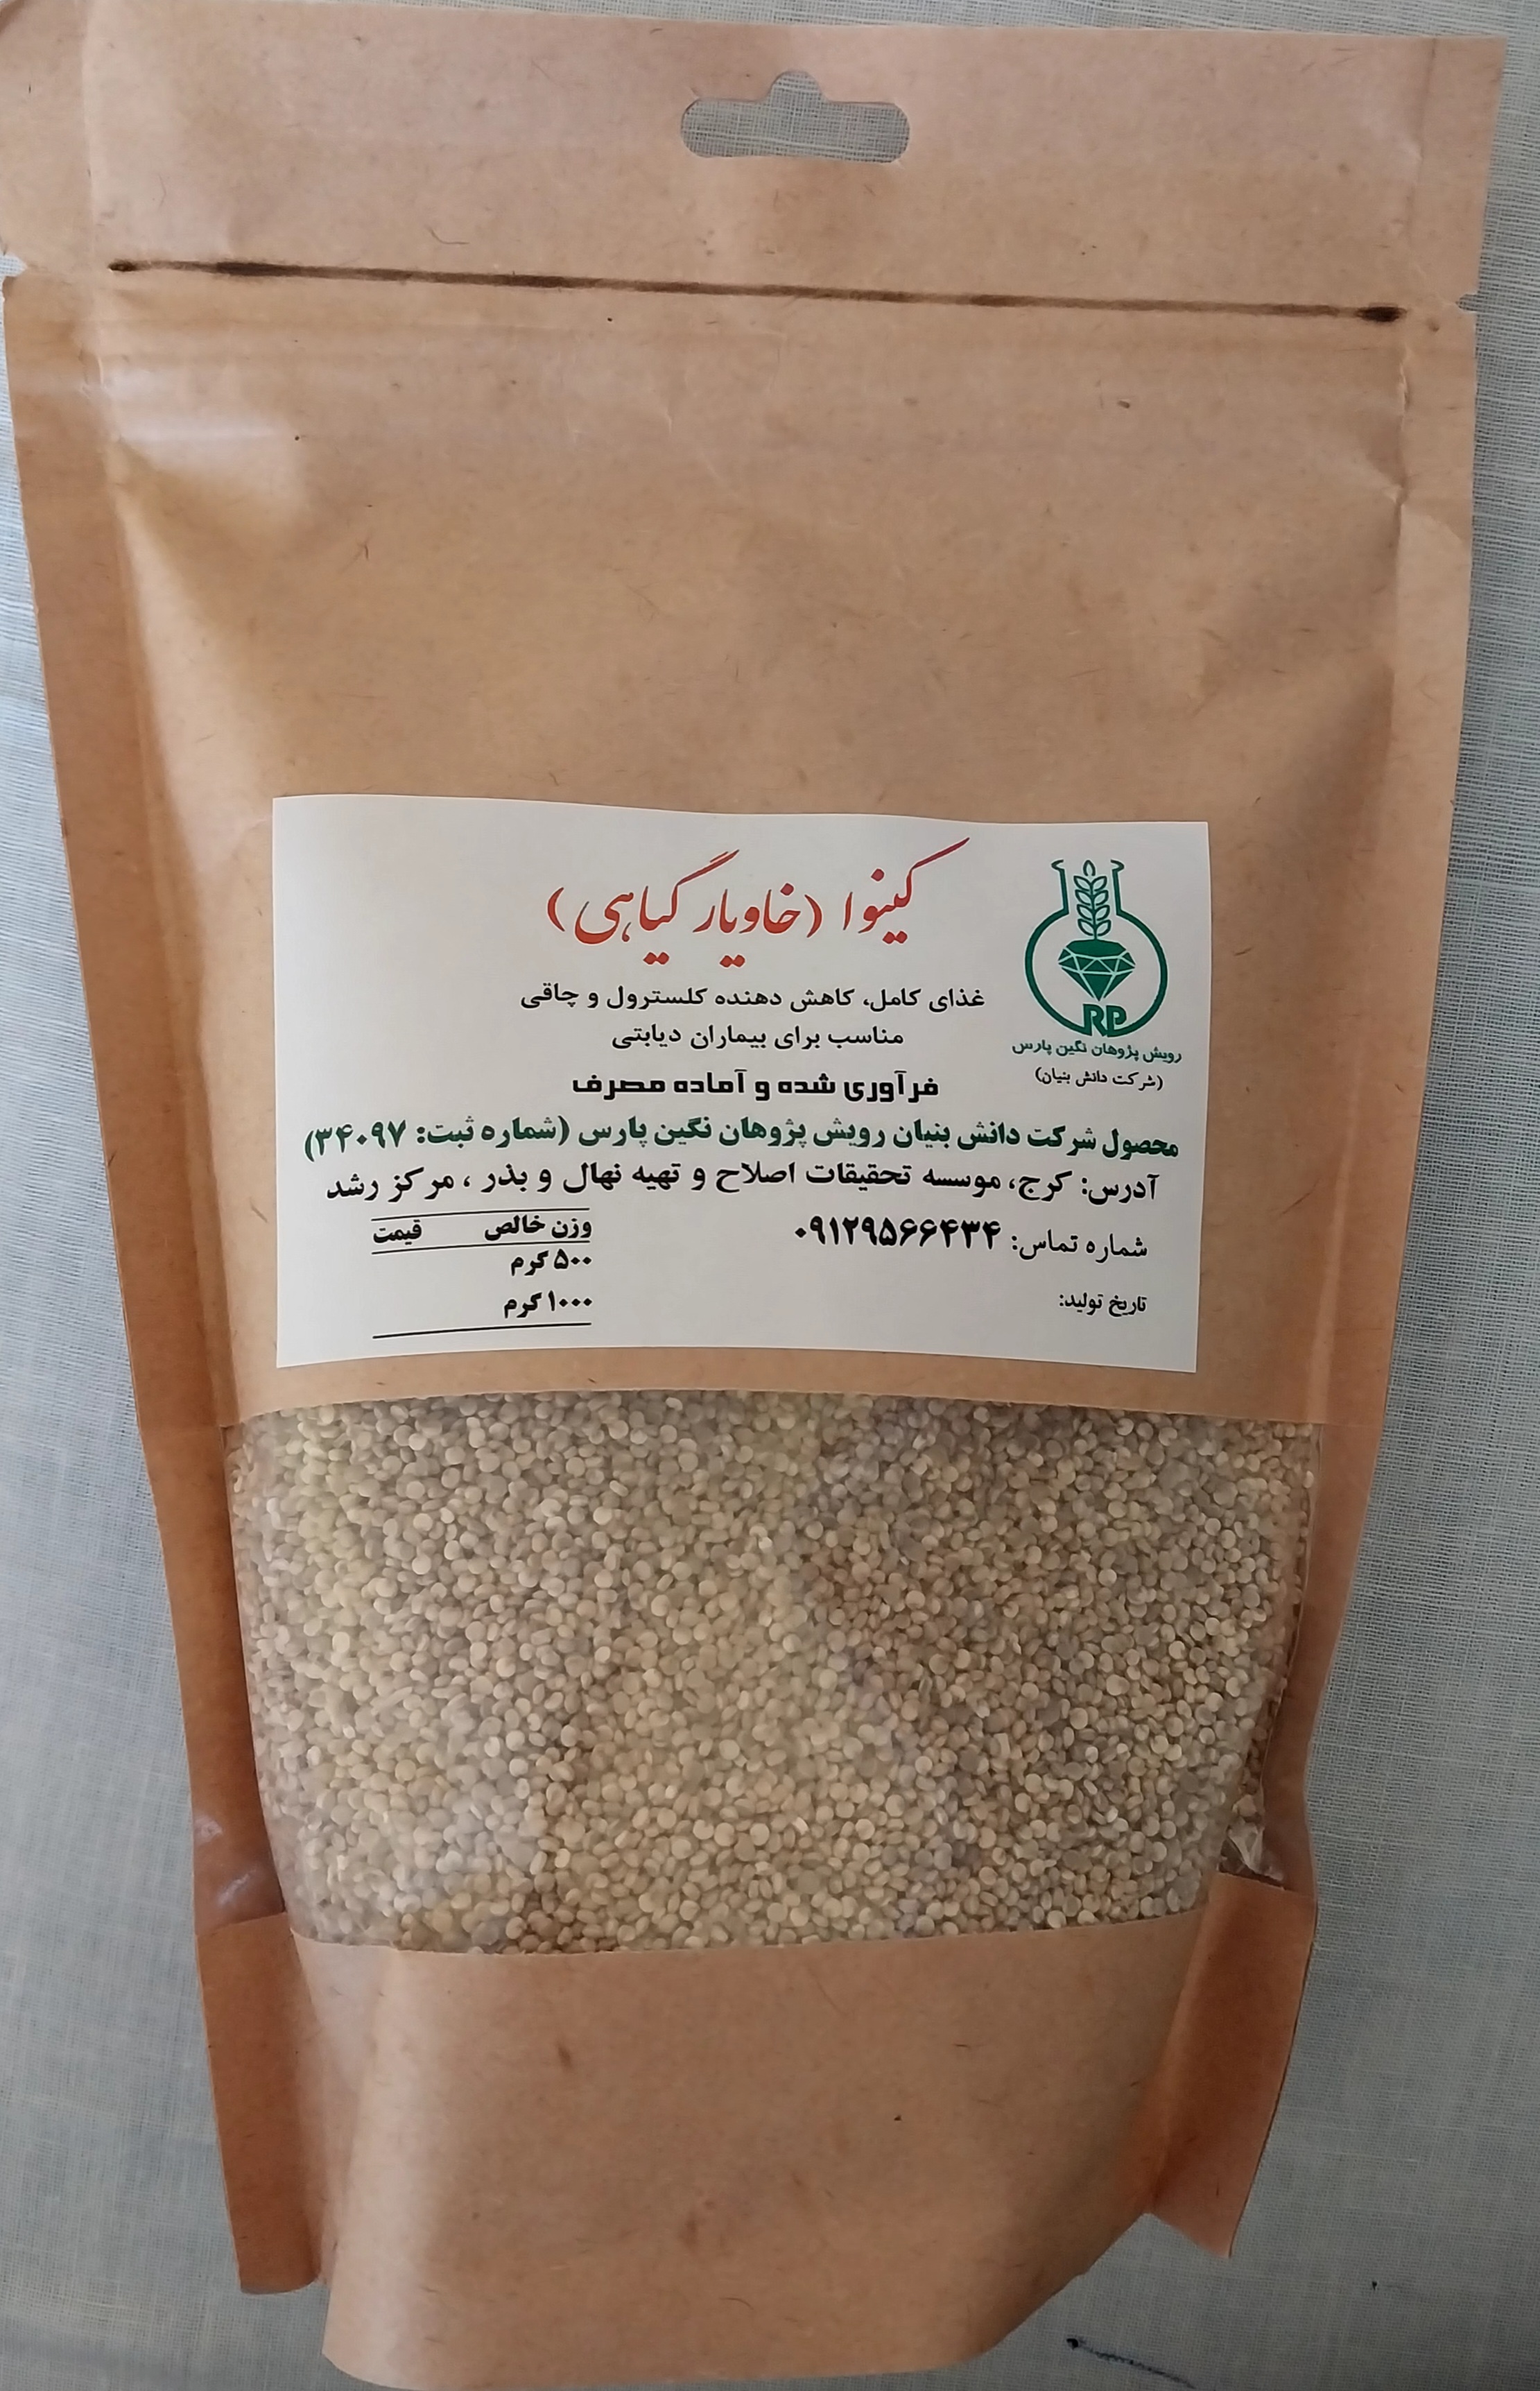 کینوا (خاویار گیاهی)
غذای کامل، کاهش دهنده کلسترول و چاقی
مناسب برای بیماران دیابتی
فرآوری شده و آماده مصرف
RP
رویش پژوهان نگین پارس
(شرکت دانش بنیان)
محصول شرکت دانش بنیان رویش پژوهان نگین پارس (شماره ثبت: ۳۴۰۹۷)
آدرس: کرج، موسسه تحقیقات اصلاح و تهیه نهال و بذر ، مرکز رشد
شماره تماس: ۰۹۱۲۹۵۶۶۴۳۴
تاریخ تولید:
وزن خالص قیمت
۵۰۰ گرم
۱۰۰۰ گرم